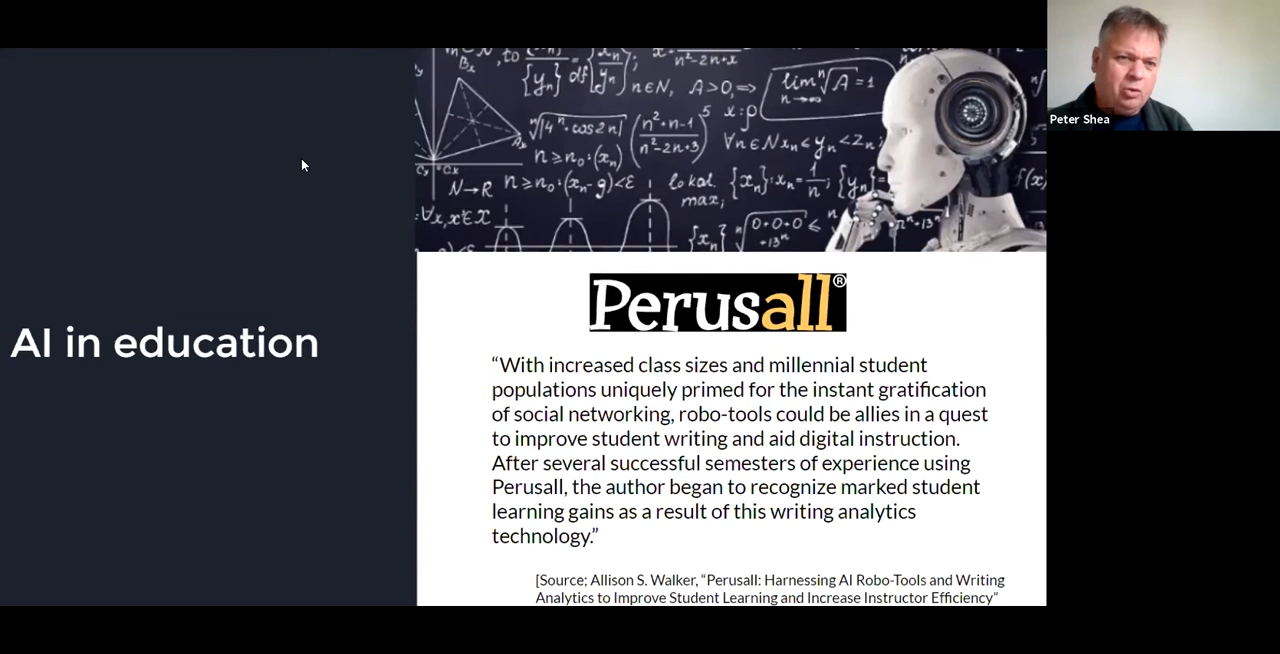 AI in education
Perusall®
“With increased class sizes and millennial student
populations uniquely primed for the instant gratification
of social networking, robo-tools could be allies in a quest
to improve student writing and aid digital instruction.
After several successful semesters of experience using
Perusall, the author began to recognize marked student
learning gains as a result of this writing analytics
technology.”
[Source; Allison S. Walker, “Perusall: Harnessing AI Robo-Tools and Writing
Analytics to Improve Student Learning and Increase Instructor Efficiency”
Peter Shea